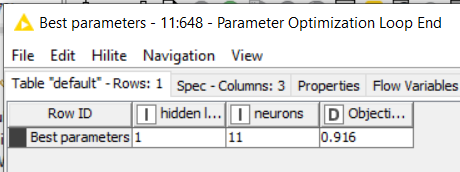 Best parameters - 11:648 - Parameter Optimization Loop End
File Edit Hilite Navigation View
Table "default" - Rows: 1 Spec - Columns: 3 Properties Flow Variables
Row ID I hidden l... I neurons D Objecti...
Best parameters 1 11 0.916